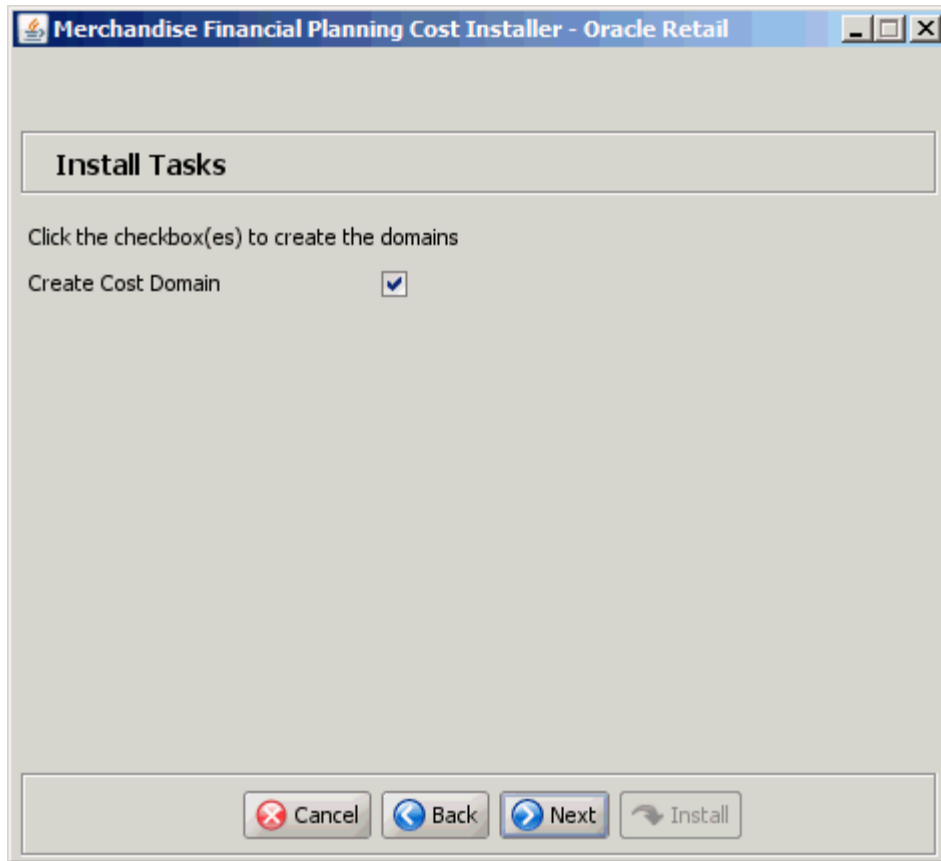 Merchandise Financial Planning Cost Installer - Oracle Retail
Install Tasks
Click the checkbox(es) to create the domains
Create Cost Domain
Cancel Back Next Install